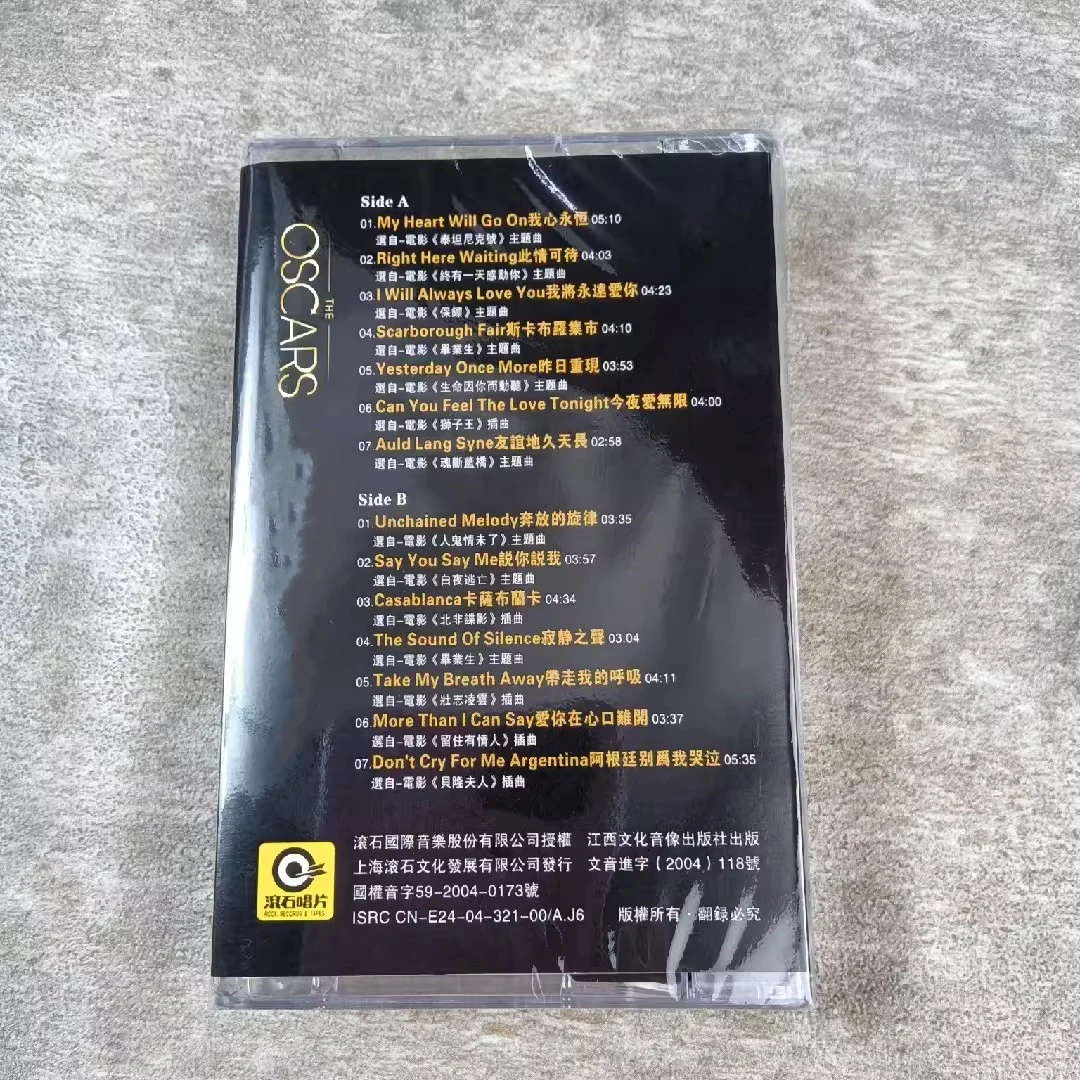 THE
OSCARS
Side A
01.My Heart Will Go On我心永恒 05:10
選自-電影《泰坦尼克號》主題曲
02.Right Here Waiting此情可待 04:03
選自-電影《終有一天感動你》主題曲
03.I Will Always Love You我將永遠愛你 04:23
選自-電影《保鏢》主題曲
04.Scarborough Fair斯卡布羅集市 04:10
選自-電影《畢業生》主題曲
05.Yesterday Once More昨日重現 03:53
選自-電影《生命因你而動聽》主題曲
06.Can You Feel The Love Tonight今夜愛無限 04:00
選自-電影《獅子王》插曲
07.Auld Lang Syne友誼地久天長 02:58
選自-電影《魂斷藍橋》主題曲
Side B
01.Unchained Melody奔放的旋律 03:35
選自-電影《人鬼情未了》主題曲
02.Say You Say Me説你説我 03:57
選自-電影《白夜逃亡》主題曲
03.Casablanca卡薩布蘭卡 04:34
選自-電影《北非諜影》插曲
04.The Sound Of Silence寂静之聲 03:04
選自-電影《畢業生》主題曲
05.Take My Breath Away帶走我的呼吸 04:11
選自-電影《壯志凌雲》插曲
06.More Than I Can Say愛你在心口難開 03:37
選自-電影《留住有情人》插曲
07.Don't Cry For Me Argentina阿根廷别爲我哭泣 05:35
選自-電影《貝隆夫人》插曲
滾石國際音樂股份有限公司授權 江西文化音像出版社出版
上海滾石文化發展有限公司發行 文音進字（2004）118號
國權音字59-2004-0173號
ISRC CN-E24-04-321-00/A.J6 版權所有·翻録必究
滾石唱片
ROCK RECORDS & TAPES